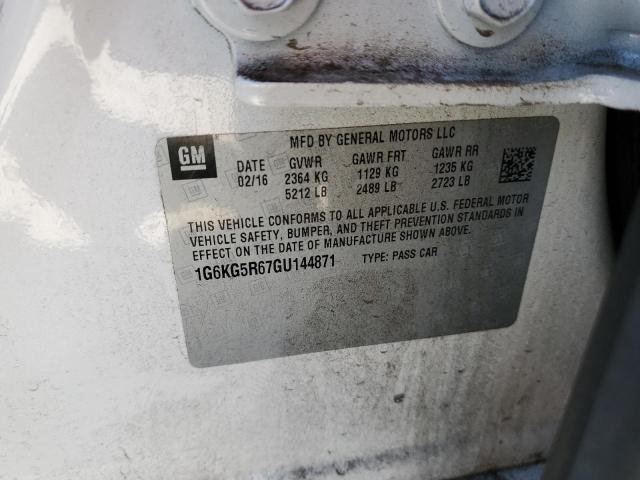 GM
MFD BY GENERAL MOTORS LLC
DATE GVWR GAWR FRT GAWR RR
02/16 2364 KG 1129 KG 1235 KG
5212 LB 2489 LB 2723 LB
THIS VEHICLE CONFORMS TO ALL APPLICABLE U.S. FEDERAL MOTOR
VEHICLE SAFETY, BUMPER, AND THEFT PREVENTION STANDARDS IN
EFFECT ON THE DATE OF MANUFACTURE SHOWN ABOVE.
1G6KG5R67GU144871 TYPE: PASS CAR